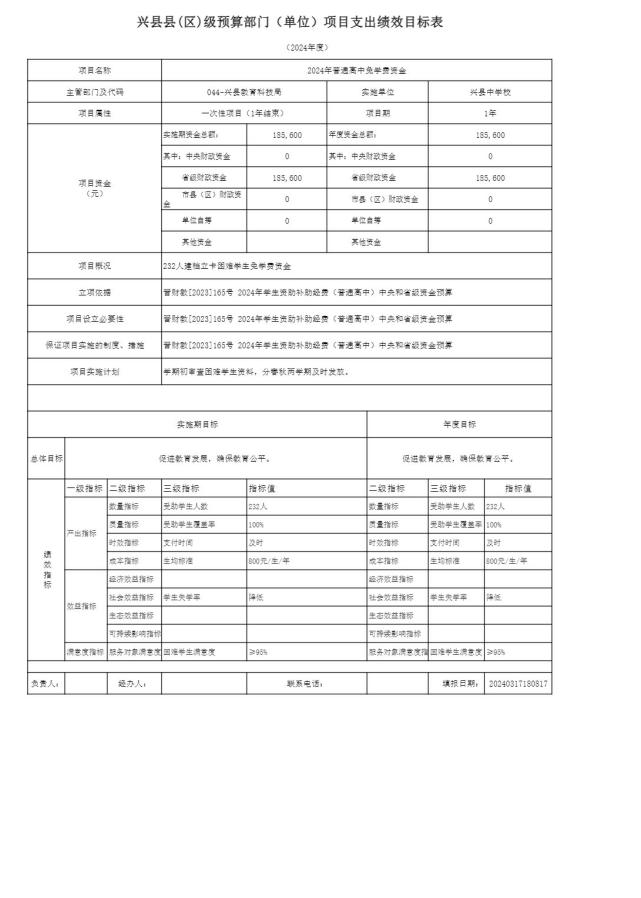 兴县县(区)级预算部门（单位）项目支出绩效目标表
（2024年度）
项目名称 2024年普通高中免学费资金
主管部门及代码 044-兴县教育科技局 实施单位 兴县中学校
项目属性 一次性项目（1年结束） 项目期 1年
项目资金
（元）
实施期资金总额： 185,600 年度资金总额： 185,600
其中：中央财政资金 0 其中：中央财政资金 0
省级财政资金 185,600 省级财政资金 185,600
市县（区）财政资
金 0 市县（区）财政资金 0
单位自筹 0 单位自筹 0
其他资金 其他资金
项目概况 232人建档立卡困难学生免学费资金
立项依据 晋财教[2023]165号 2024年学生资助补助经费（普通高中）中央和省级资金预算
项目设立必要性 晋财教[2023]165号 2024年学生资助补助经费（普通高中）中央和省级资金预算
保证项目实施的制度、措施 晋财教[2023]165号 2024年学生资助补助经费（普通高中）中央和省级资金预算
项目实施计划 学期初审查困难学生资料，分春秋两学期及时发放。
实施期目标 年度目标
总体目标 促进教育发展，确保教育公平。 促进教育发展，确保教育公平。
绩效指标
一级指标 二级指标 三级指标 指标值 二级指标 三级指标 指标值
产出指标
数量指标 受助学生人数 232人 数量指标 受助学生人数 232人
质量指标 受助学生覆盖率 100% 质量指标 受助学生覆盖率 100%
时效指标 支付时间 及时 时效指标 支付时间 及时
成本指标 生均标准 800元/生/年 成本指标 生均标准 800元/生/年
效益指标
经济效益指标 经济效益指标
社会效益指标 学生失学率 降低 社会效益指标 学生失学率 降低
生态效益指标 生态效益指标
可持续影响指标 可持续影响指标
满意度指标 服务对象满意度 困难学生满意度 ≥95% 服务对象满意度指 困难学生满意度 ≥95%
负责人： 经办人： 联系电话： 填报日期： 20240317180817